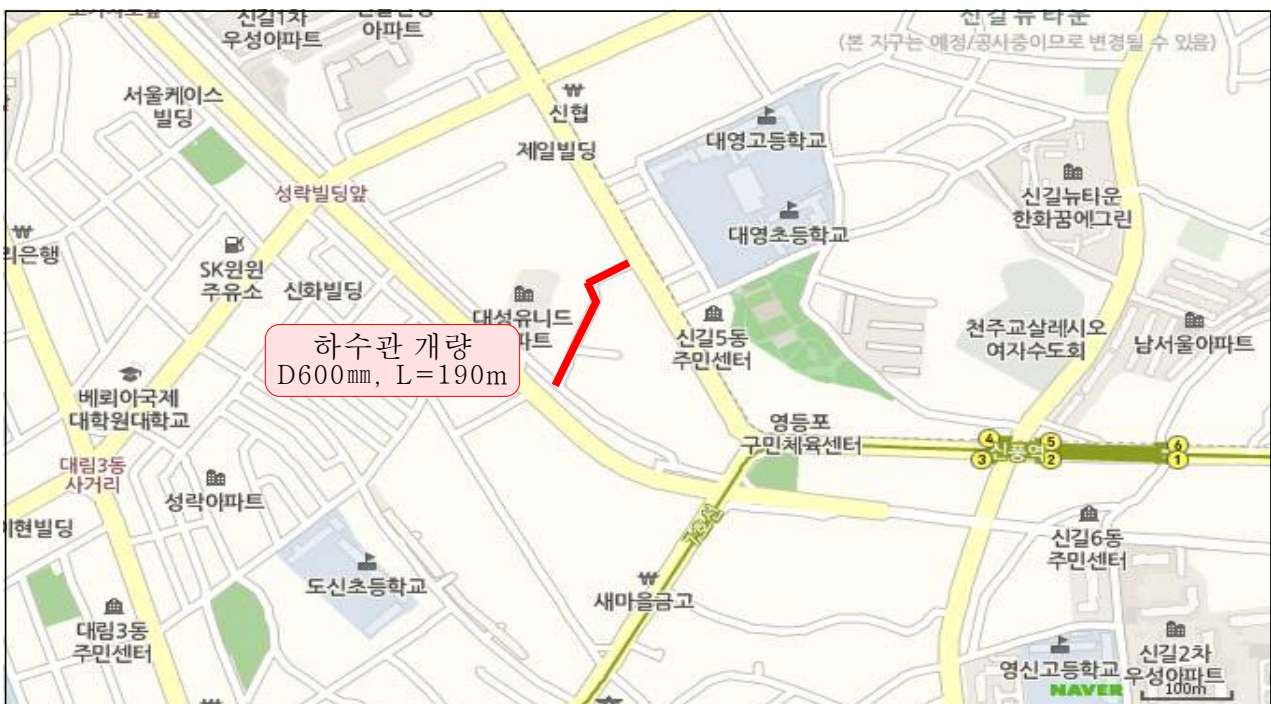 신길1차
우성아파트
아파트
신길뉴타운
(본 지구는 예정/공사중이므로 변경될 수 있음)
서울케이스
빌딩
신협
제일빌딩
대영고등학교
성락빌딩앞
신길뉴타운
한화꿈에그린
대영초등학교
리은행
SK윈윈
주유소
신화빌딩
대성유니드
파트
신길5동
주민센터
천주교살레시오
여자수도회
남서울아파트
하수관 개량
D600㎜, L=190m
베뢰아국제
대학원대학교
영등포
구민체육센터
4
5
6
3
신풍역
2
1
대림3동
사거리
성락아파트
이현빌딩
7호선
신길6동
주민센터
도신초등학교
새마을금고
대림3동
주민센터
영신고등학교
신길2차
우성아파트
NAVER
100m